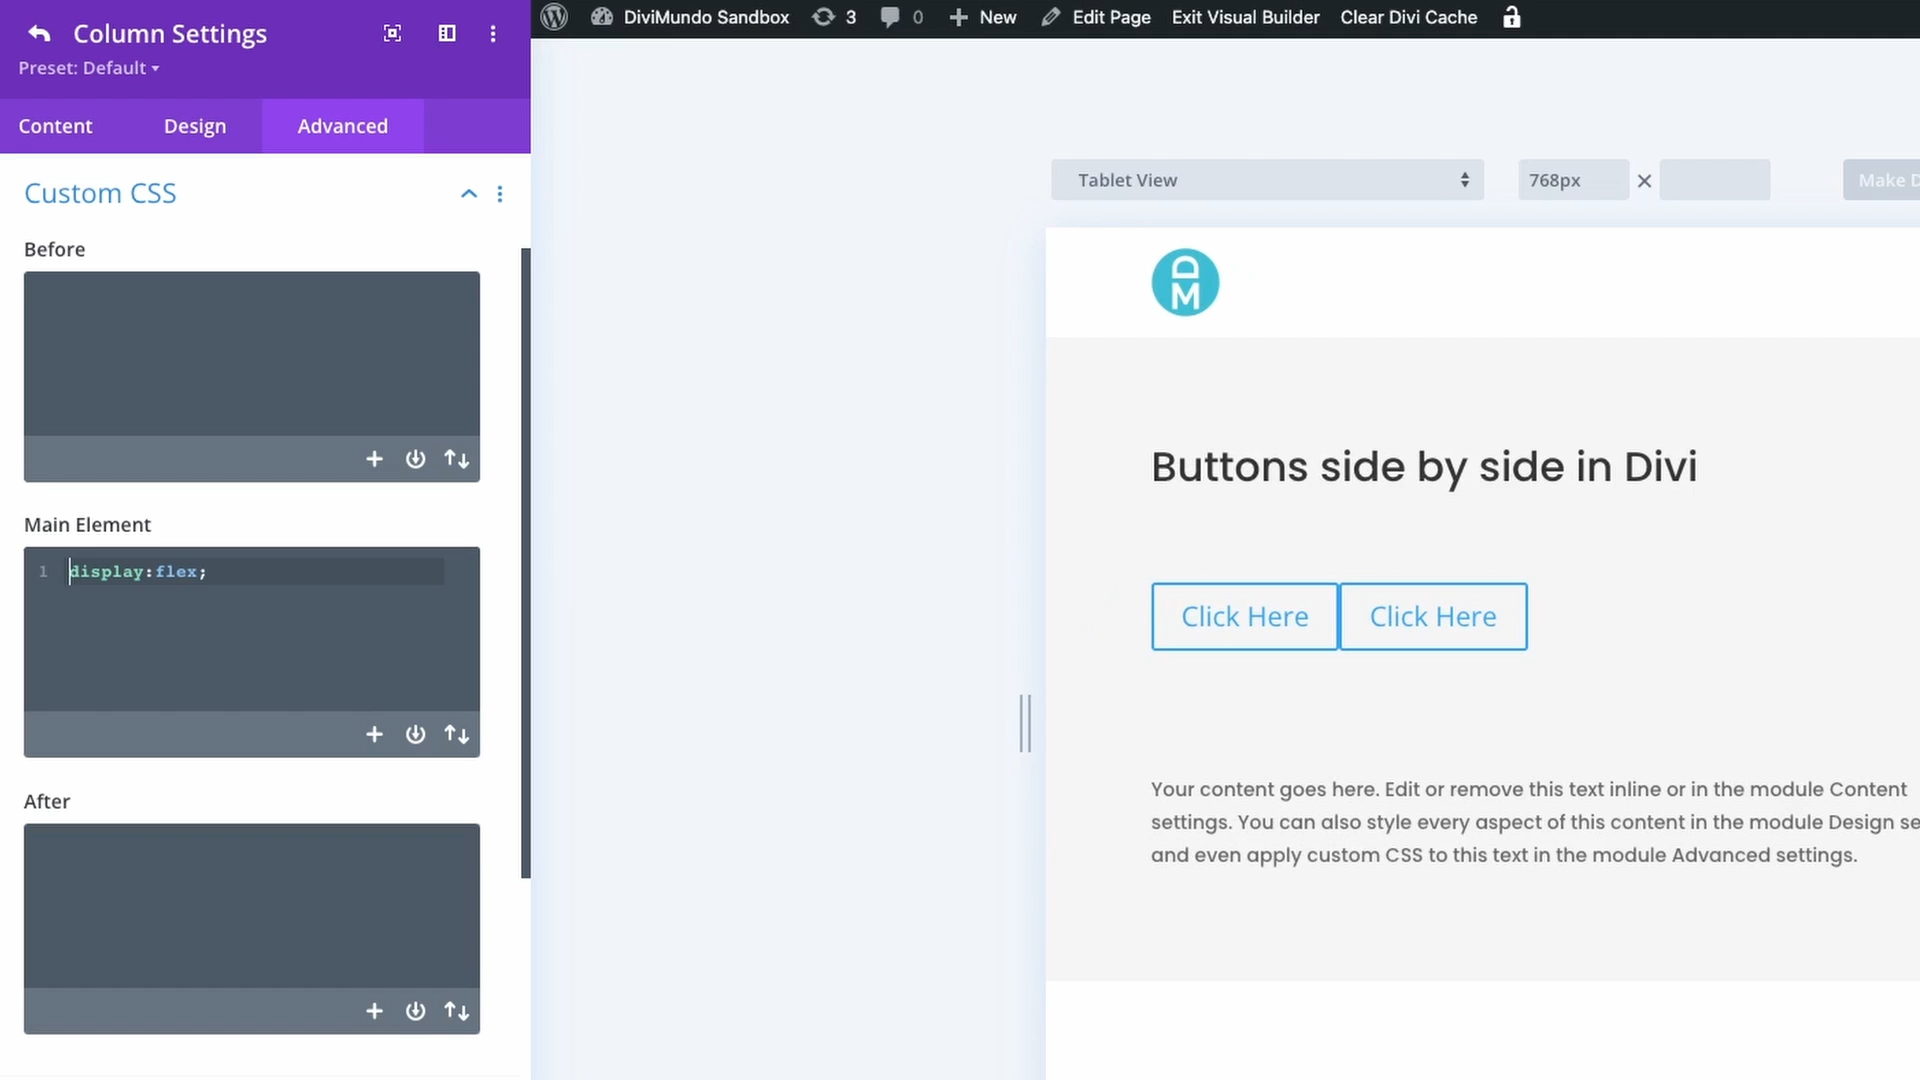 Column Settings
Preset: Default
Content Design Advanced
Custom CSS
Before
Main Element
1 display:flex;
After
DiviMundo Sandbox 3 0 New Edit Page Exit Visual Builder Clear Divi Cache
Tablet View 768px Make D
DM
Buttons side by side in Divi
Click Here Click Here
Your content goes here. Edit or remove this text inline or in the module Content
settings. You can also style every aspect of this content in the module Design se
and even apply custom CSS to this text in the module Advanced settings.